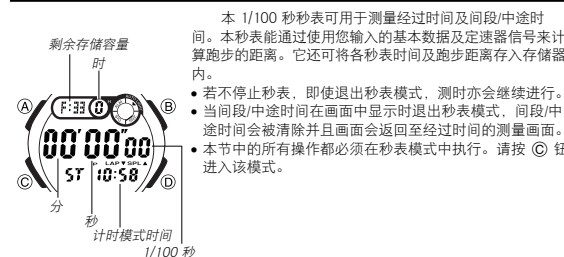 剩余存储容量
时
F:33 0
Ⓐ
Ⓑ
00'00"00
LAP▼SPL▲
ST 10:58
Ⓒ
Ⓓ
分
秒
计时模式时间
1/100 秒
本 1/100 秒秒表可用于测量经过时间及间段/中途时
间。本秒表能通过使用您输入的基本数据及定速器信号来计
算跑步的距离。它还可将各秒表时间及跑步距离存入存储器
内。
• 若不停止秒表，即使退出秒表模式，测时亦会继续进行。
• 当间段/中途时间在画面中显示时退出秒表模式，间段/中
途时间会被清除并且画面会返回至经过时间的测量画面。
• 本节中的所有操作都必须在秒表模式中执行。请按 Ⓒ 钮
进入该模式。